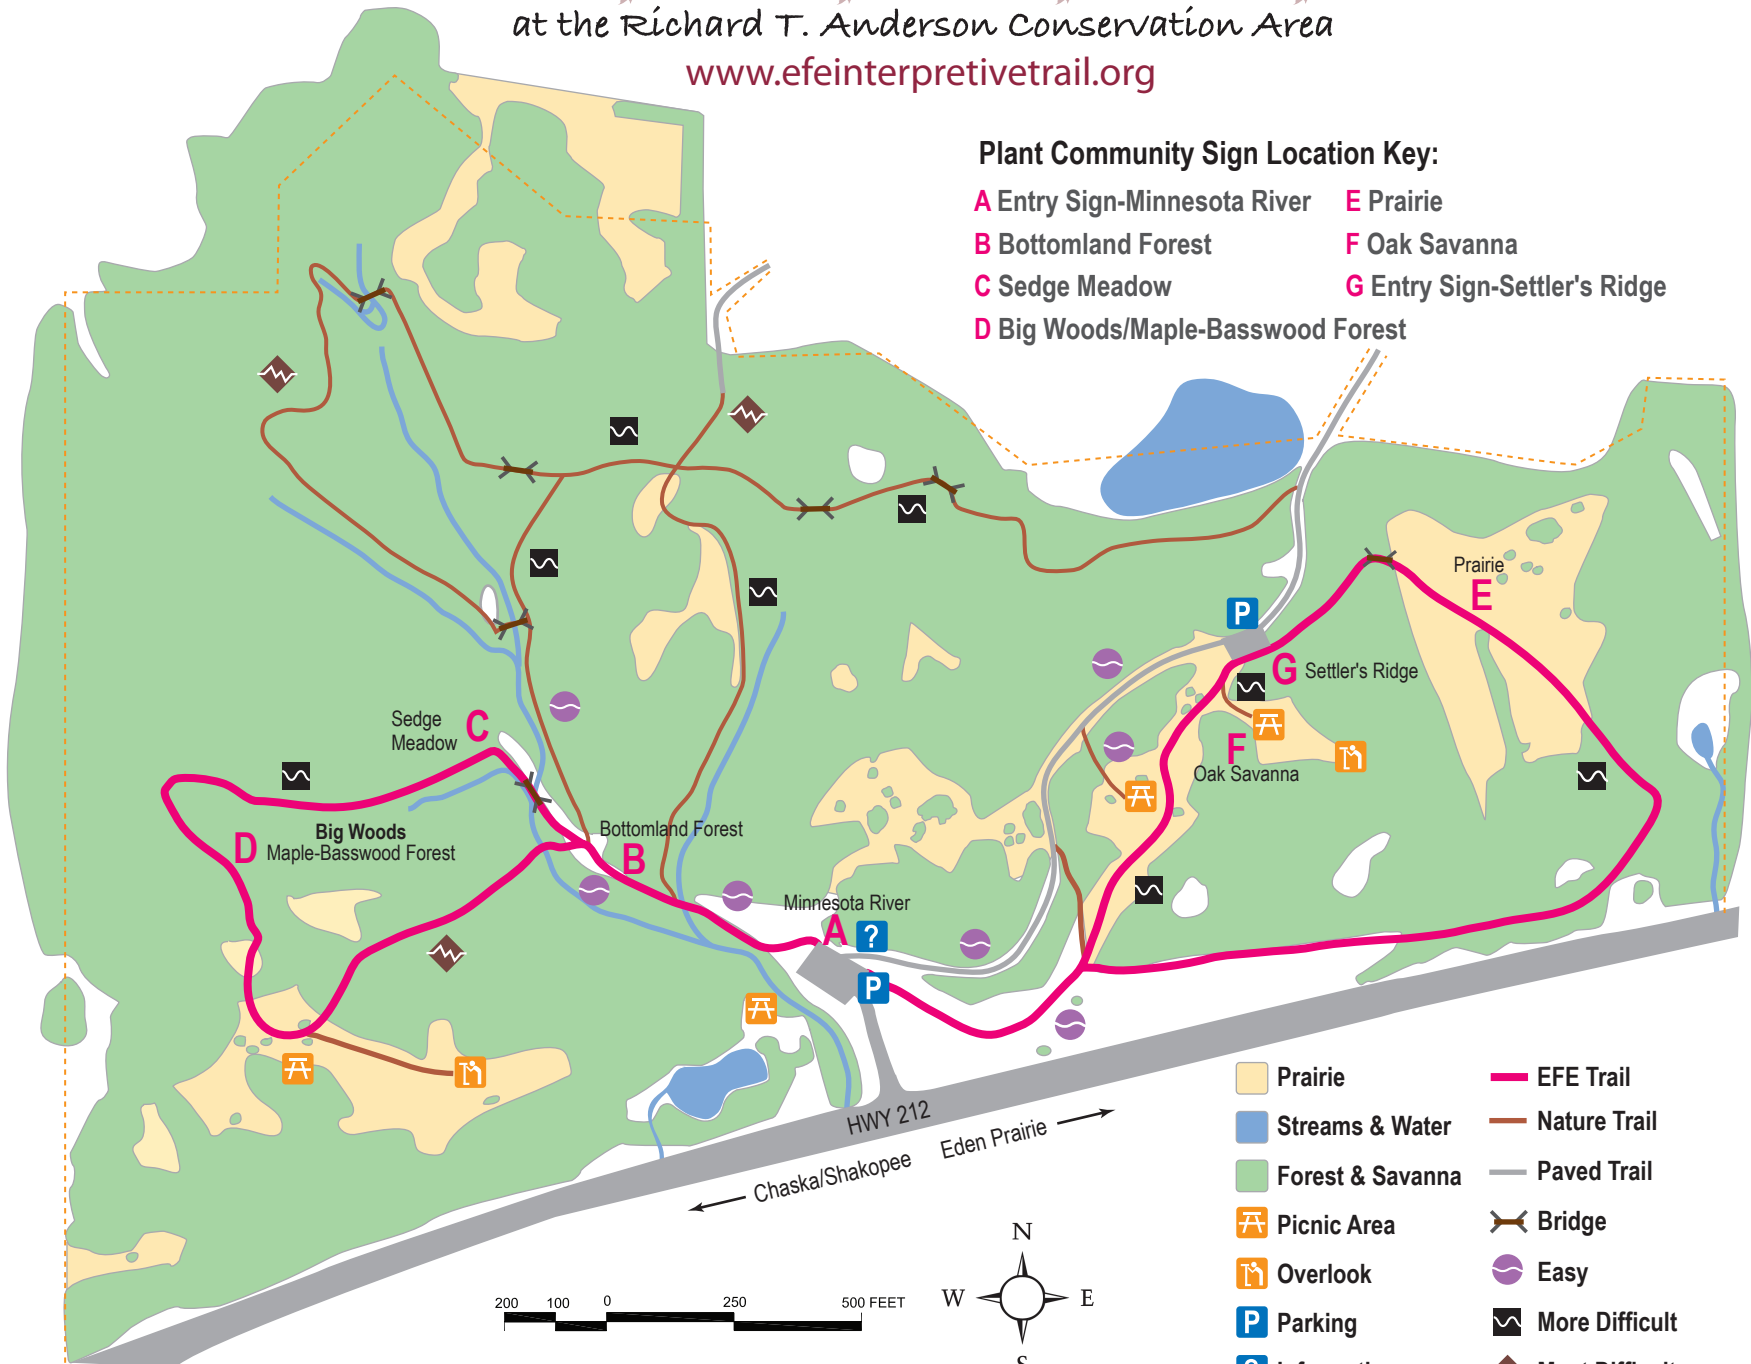 at the Richard T. Anderson Conservation Area
www.efeinterpretivetrail.org
Plant Community Sign Location Key:
A Entry Sign-Minnesota River
B Bottomland Forest
C Sedge Meadow
D Big Woods/Maple-Basswood Forest
E Prairie
F Oak Savanna
G Entry Sign-Settler's Ridge
Prairie
E
P
G Settler's Ridge
F
Oak Savanna
Sedge
Meadow
C
Big Woods
D Maple-Basswood Forest
Bottomland Forest
B
Minnesota River
A ?
P
HWY 212
Eden Prairie
Chaska/Shakopee
Prairie
Streams & Water
Forest & Savanna
Picnic Area
Overlook
P Parking
EFE Trail
Nature Trail
Paved Trail
Bridge
Easy
More Difficult
N
W E
200 100 0 250 500 FEET